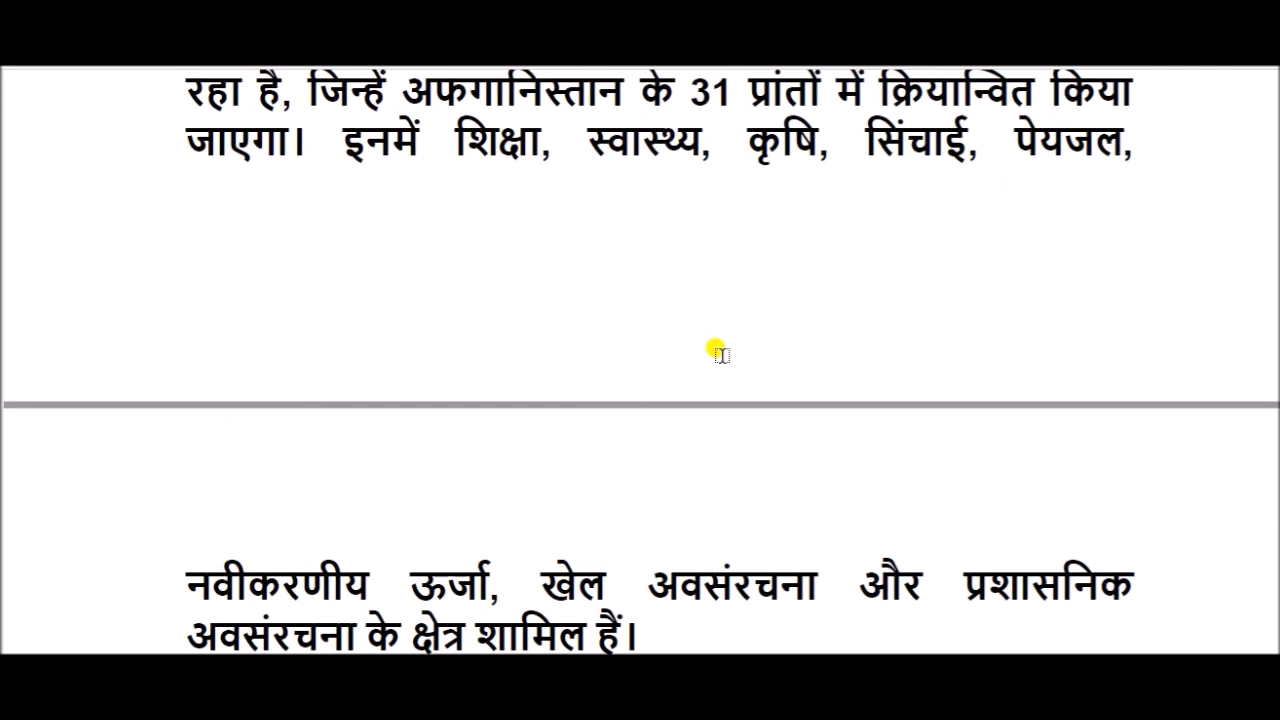 रहा है, जिन्हें अफगानिस्तान के 31 प्रांतों में क्रियान्वित किया
जाएगा। इनमें शिक्षा, स्वास्थ्य, कृषि, सिंचाई, पेयजल,
नवीकरणीय ऊर्जा, खेल अवसंरचना और प्रशासनिक
अवसंरचना के क्षेत्र शामिल हैं।